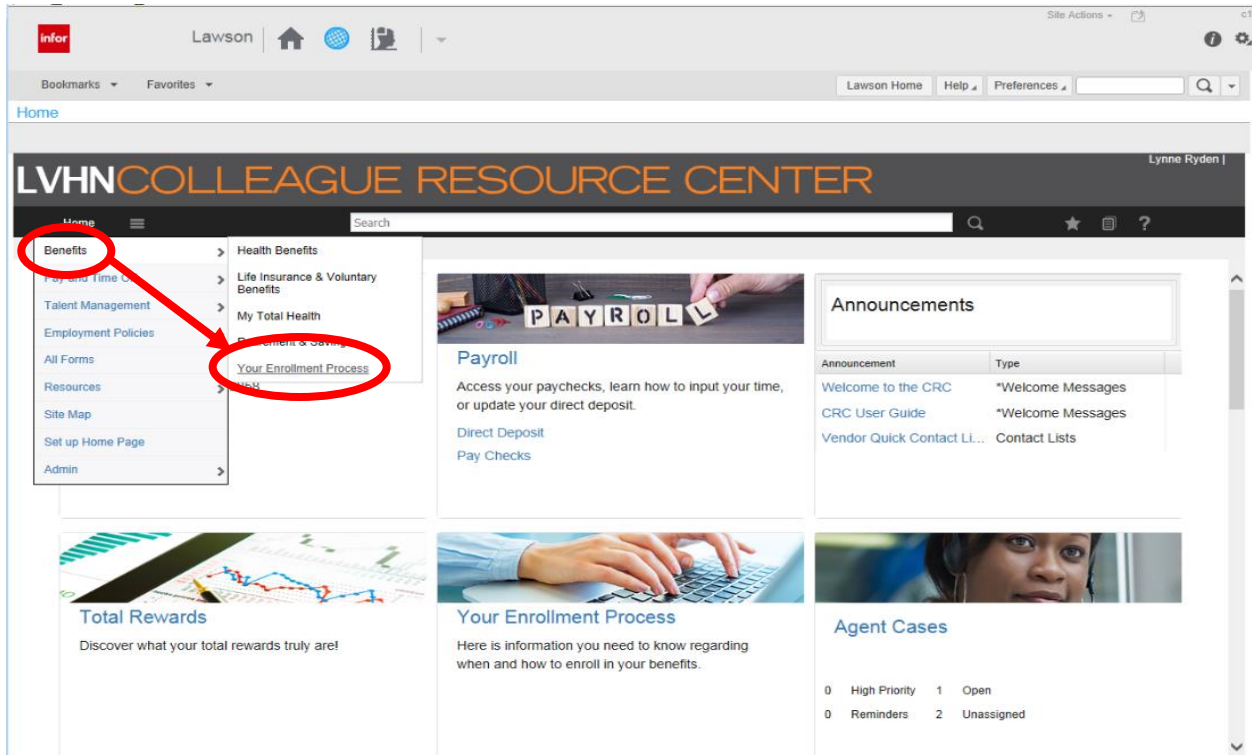 Site Actions
c1
infor
Lawson
Bookmarks
Favorites
Lawson Home
Help
Preferences
Home
Lynne Ryden |
LVHNCOLLEAGUE RESOURCE CENTER
Home
Search
?
Benefits
Talent Management
Employment Policies
All Forms
Resources
Site Map
Set up Home Page
Admin
Health Benefits
Life Insurance & Voluntary
Benefits
My Total Health
Your Enrollment Process
PAYROLL
Payroll
Access your paychecks, learn how to input your time,
or update your direct deposit.
Direct Deposit
Pay Checks
Announcements
Announcement Type
Welcome to the CRC *Welcome Messages
CRC User Guide *Welcome Messages
Vendor Quick Contact Li... Contact Lists
Total Rewards
Discover what your total rewards truly are!
Your Enrollment Process
Here is information you need to know regarding
when and how to enroll in your benefits.
Agent Cases
0 High Priority 1 Open
0 Reminders 2 Unassigned